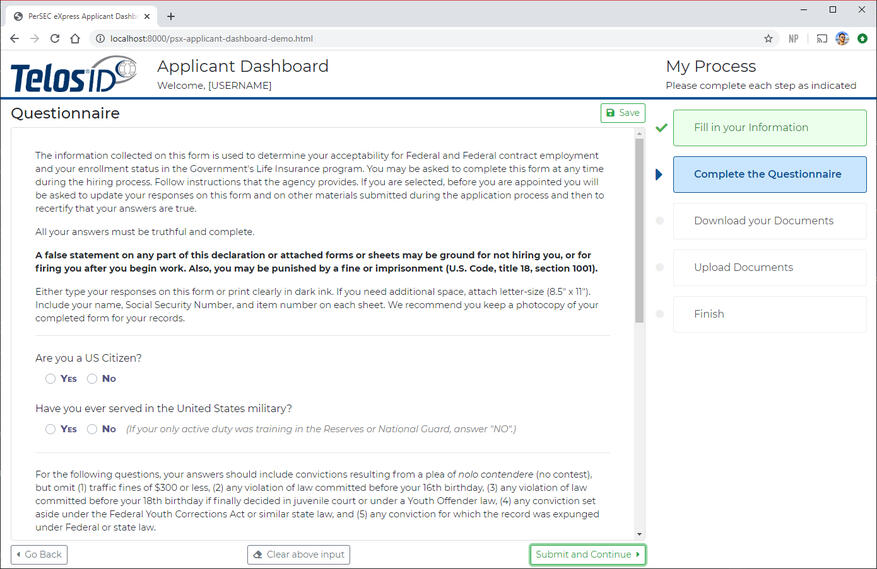 PerSEC eXpress Applicant Dashb
localhost:8000/psx-applicant-dashboard-demo.html
NP
Telos ID
Applicant Dashboard
Welcome, [USERNAME]
My Process
Please complete each step as indicated
Questionnaire
Save
The information collected on this form is used to determine your acceptability for Federal and Federal contract employment
and your enrollment status in the Government's Life Insurance program. You may be asked to complete this form at any time
during the hiring process. Follow instructions that the agency provides. If you are selected, before you are appointed you will
be asked to update your responses on this form and on other materials submitted during the application process and then to
recertify that your answers are true.
All your answers must be truthful and complete.
A false statement on any part of this declaration or attached forms or sheets may be ground for not hiring you, or for
firing you after you begin work. Also, you may be punished by a fine or imprisonment (U.S. Code, title 18, section 1001).
Either type your responses on this form or print clearly in dark ink. If you need additional space, attach letter-size (8.5" x 11").
Include your name, Social Security Number, and item number on each sheet. We recommend you keep a photocopy of your
completed form for your records.
Are you a US Citizen?
Yes No
Have you ever served in the United States military?
Yes No (If your only active duty was training in the Reserves or National Guard, answer "NO".)
For the following questions, your answers should include convictions resulting from a plea of nolo contendere (no contest),
but omit (1) traffic fines of $300 or less, (2) any violation of law committed before your 16th birthday, (3) any violation of law
committed before your 18th birthday if finally decided in juvenile court or under a Youth Offender law, (4) any conviction set
aside under the Federal Youth Corrections Act or similar state law, and (5) any conviction for which the record was expunged
under Federal or state law.
Go Back
Clear above input
Submit and Continue
Fill in your Information
Complete the Questionnaire
Download your Documents
Upload Documents
Finish